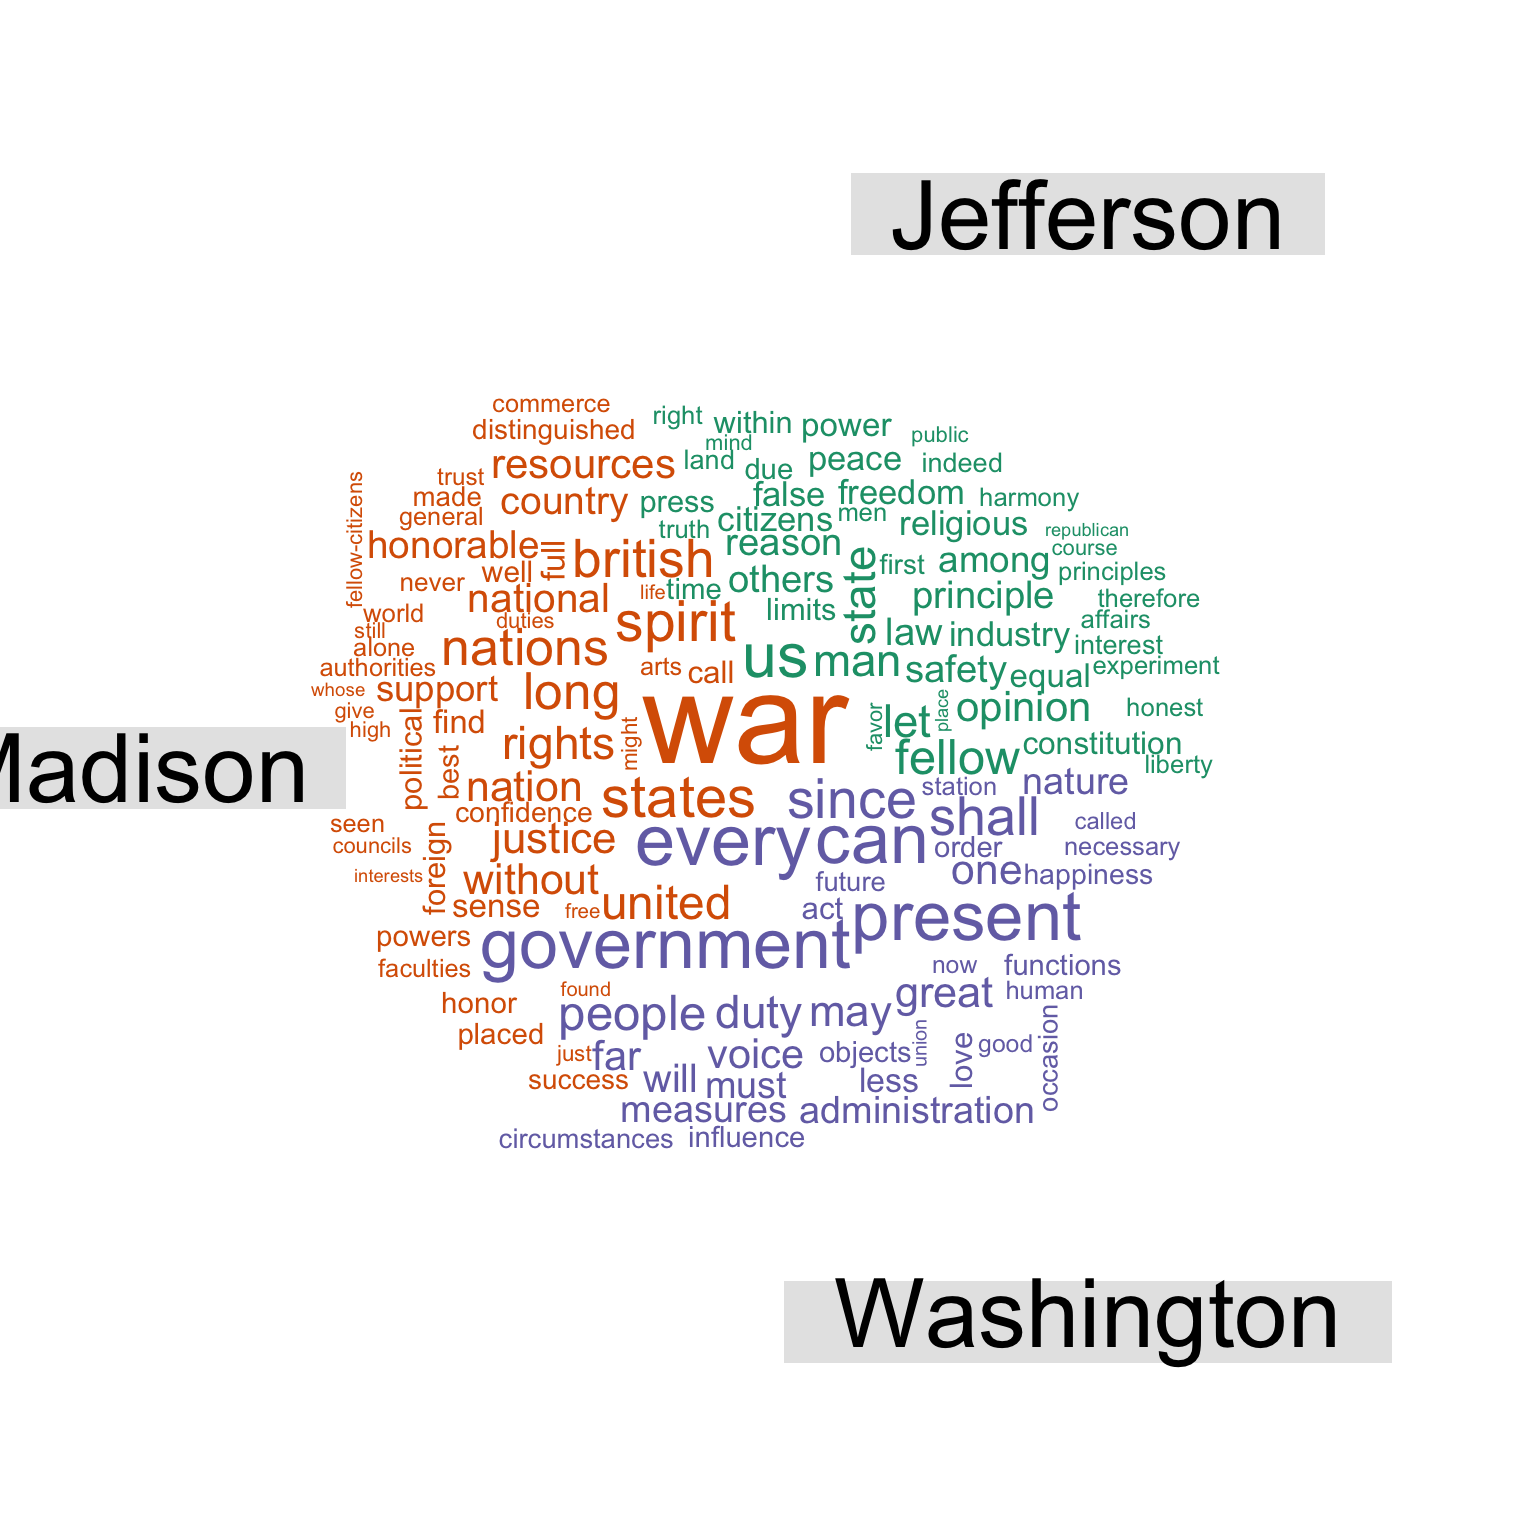 Jefferson
commerce
distinguished
right within power
mind
public
resources land due peace indeed
trust
made country press false freedom harmony
general truth citizens men religious republican
fellow-citizens
honorable full british reason first among course
never well life time others state principles
world national duties spirit limits principle therefore
still
alone nations arts call us man law industry affairs
authorities safety equal interest
whose support long war experiment
give find might favor let place opinion honest
high
Madison
political best rights fellow constitution
liberty
nation states since station nature
confidence
seen justice every can shall called
councils foreign order necessary
interests without future one happiness
sense free united act present
powers government now functions
faculties
honor found people duty may great human
placed
just far voice objects union love good occasion
success will must less
measures administration
circumstances influence
Washington